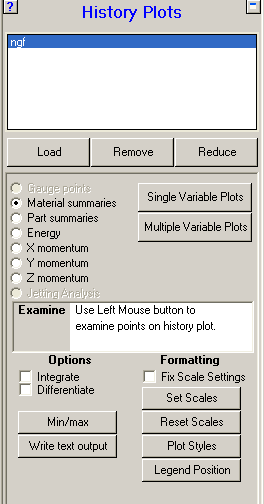 ?
History Plots
ngf
Load Remove Reduce
Gauge points
Material summaries
Part summaries
Energy
X momentum
Y momentum
Z momentum
Jetting Analysis
Single Variable Plots
Multiple Variable Plots
Examine
Use Left Mouse button to
examine points on history plot.
Options
Integrate
Differentiate
Min/max
Write text output
Formatting
Fix Scale Settings
Set Scales
Reset Scales
Plot Styles
Legend Position